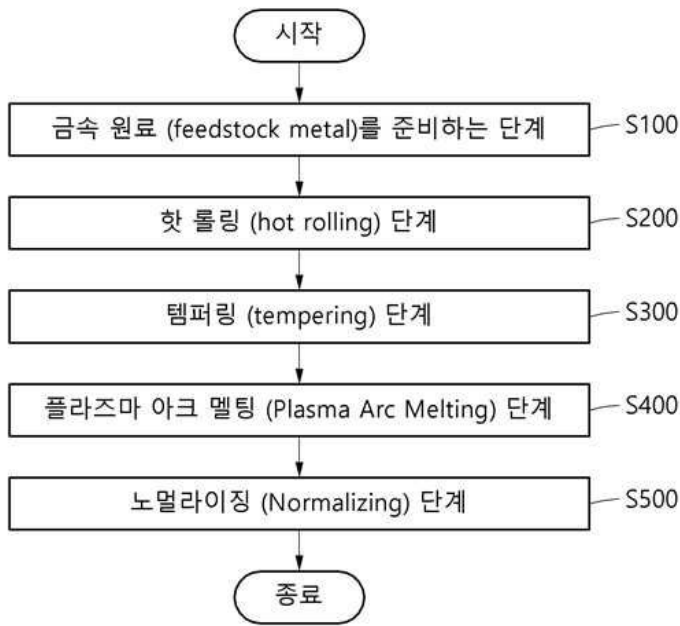 시작
금속 원료 (feedstock metal)를 준비하는 단계
S100
핫 롤링 (hot rolling) 단계
S200
템퍼링 (tempering) 단계
S300
플라즈마 아크 멜팅 (Plasma Arc Melting) 단계
S400
노멀라이징 (Normalizing) 단계
S500
종료